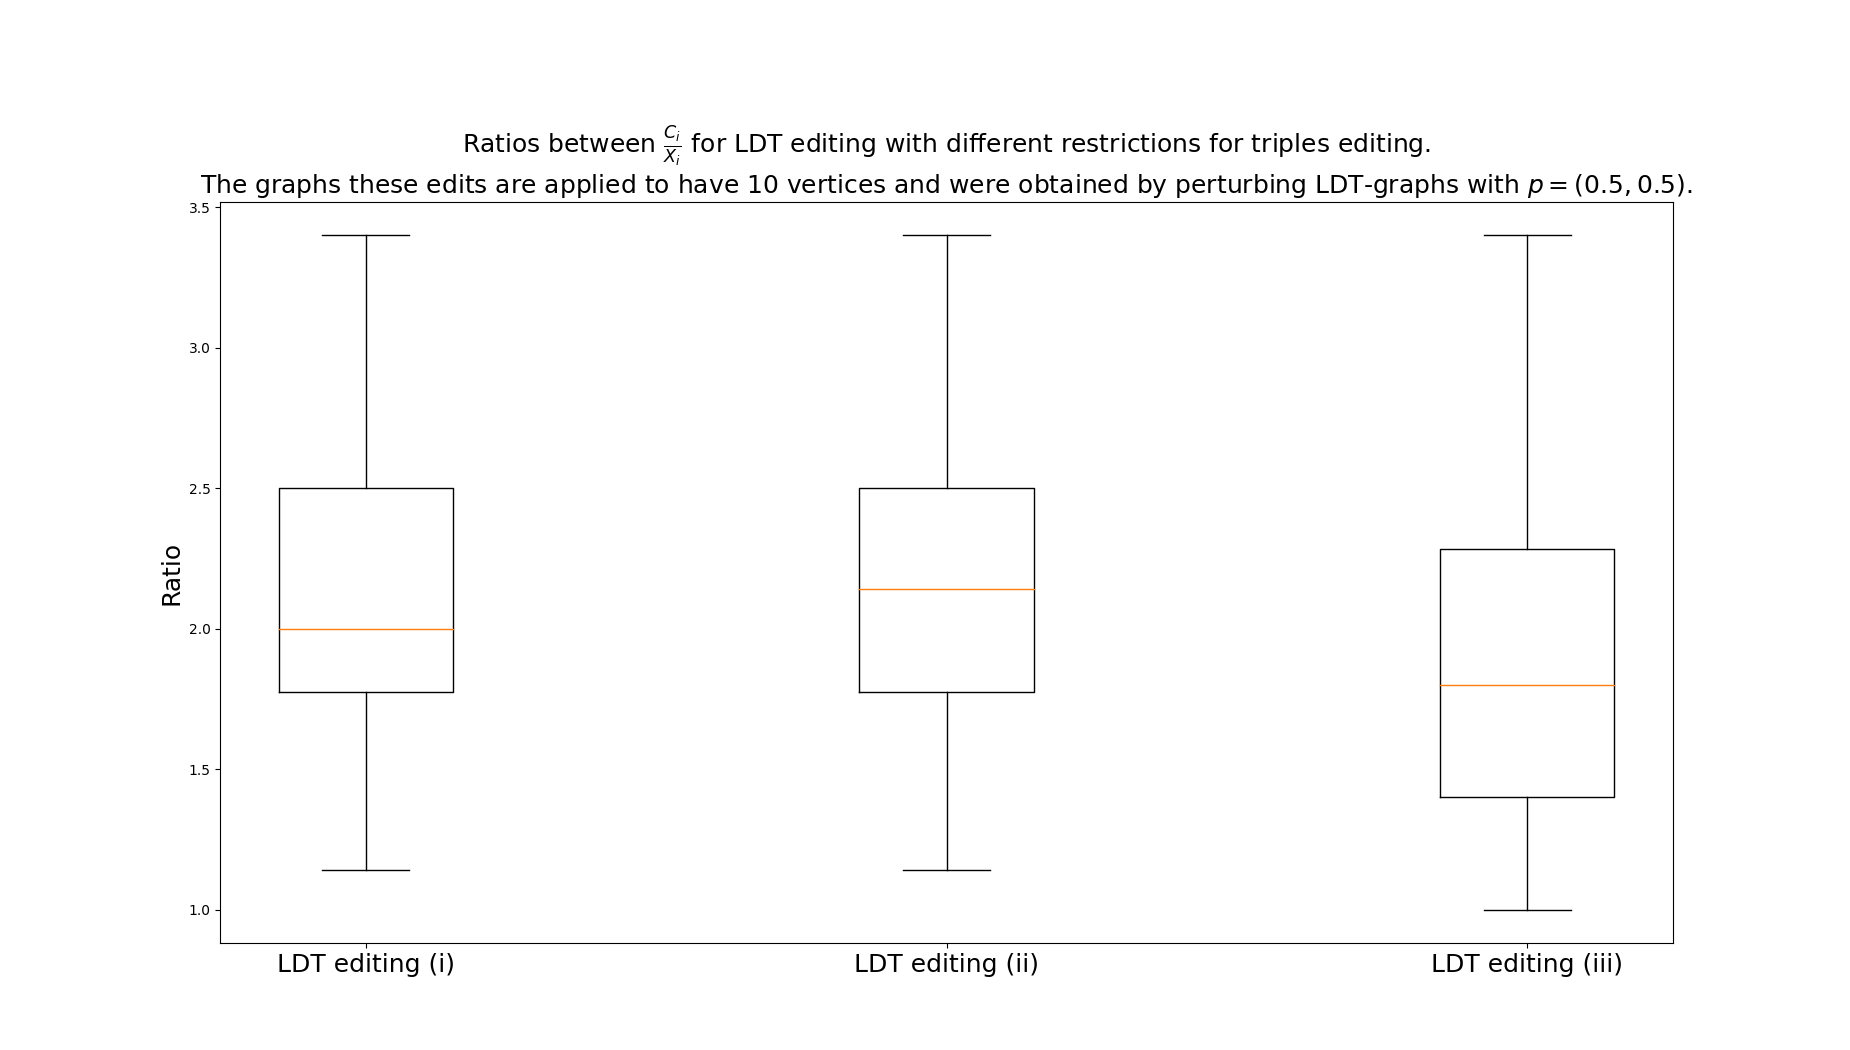 Ratios between $\frac{C_i}{X_i}$ for LDT editing with different restrictions for triples editing.
The graphs these edits are applied to have 10 vertices and were obtained by perturbing LDT-graphs with $p = (0.5, 0.5)$.
3.5
3.0
2.5
2.0
1.5
1.0
Ratio
LDT editing (i)
LDT editing (ii)
LDT editing (iii)